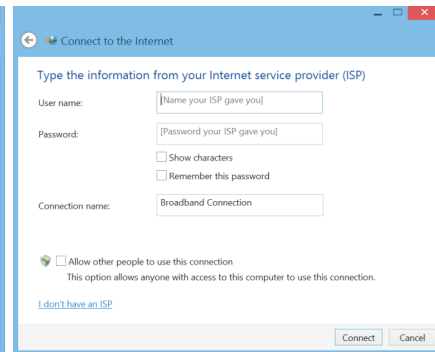 Connect to the Internet
Type the information from your Internet service provider (ISP)
User name:
[Name your ISP gave you]
Password:
[Password your ISP gave you]
Show characters
Remember this password
Connection name:
Broadband Connection
Allow other people to use this connection
This option allows anyone with access to this computer to use this connection.
I don't have an ISP
Connect
Cancel